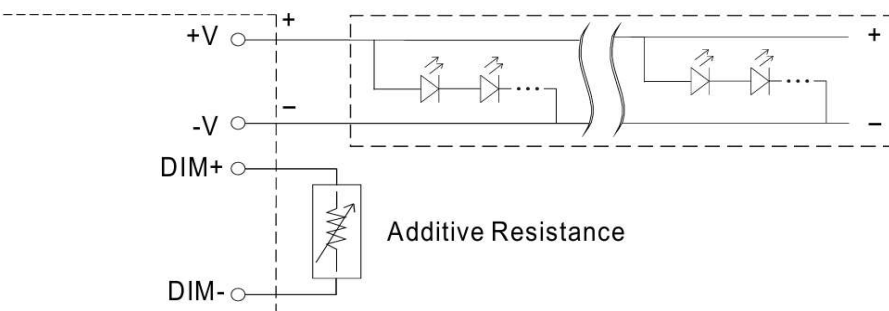 +V + +
-V − −
DIM+
Additive Resistance
DIM-